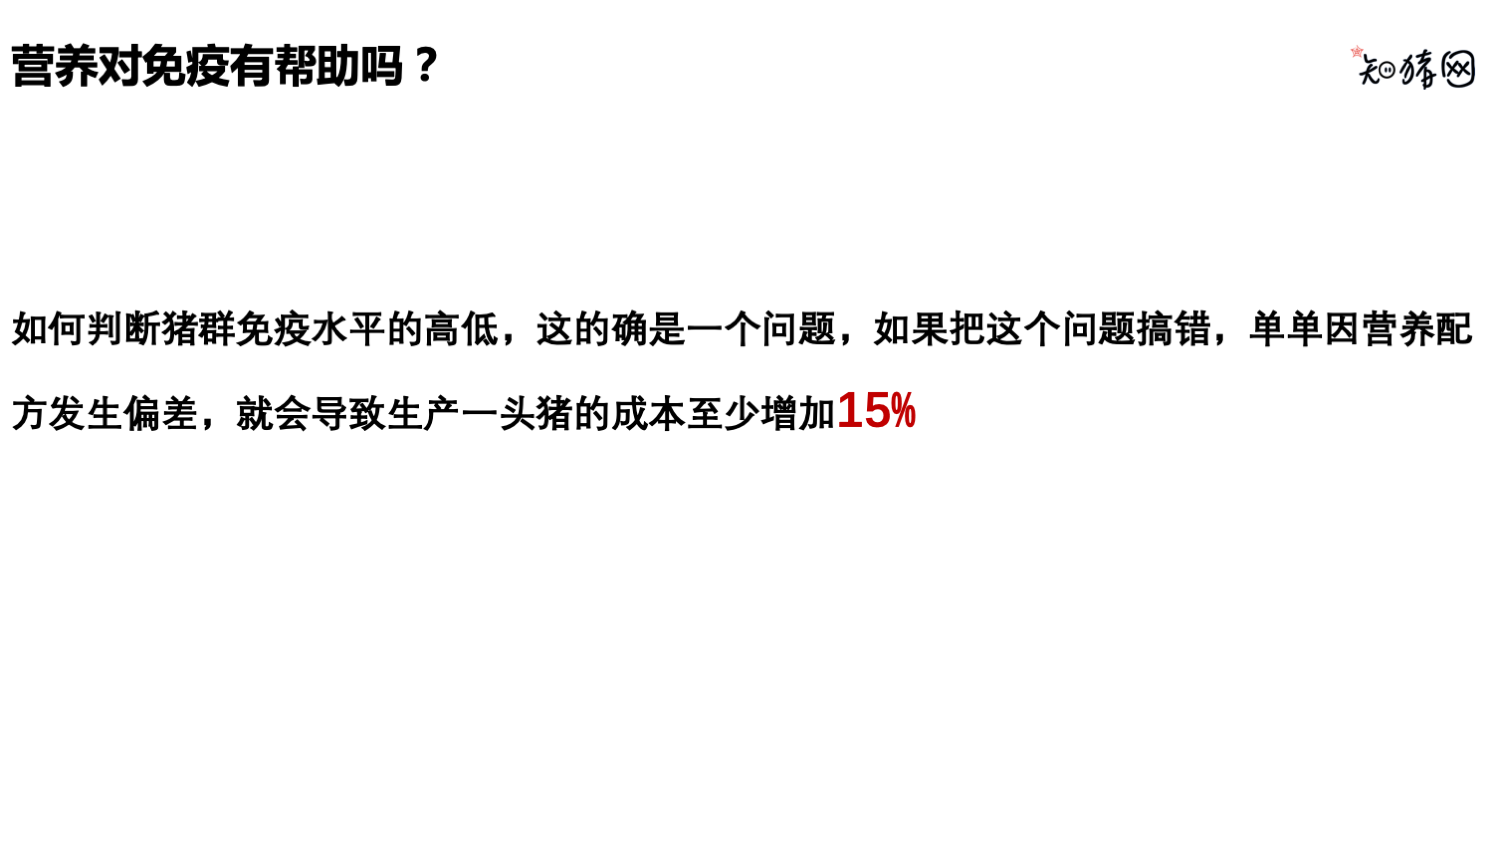 营养对免疫有帮助吗？
知猪网
如何判断猪群免疫水平的高低，这的确是一个问题，如果把这个问题搞错，单单因营养配
方发生偏差，就会导致生产一头猪的成本至少增加15%